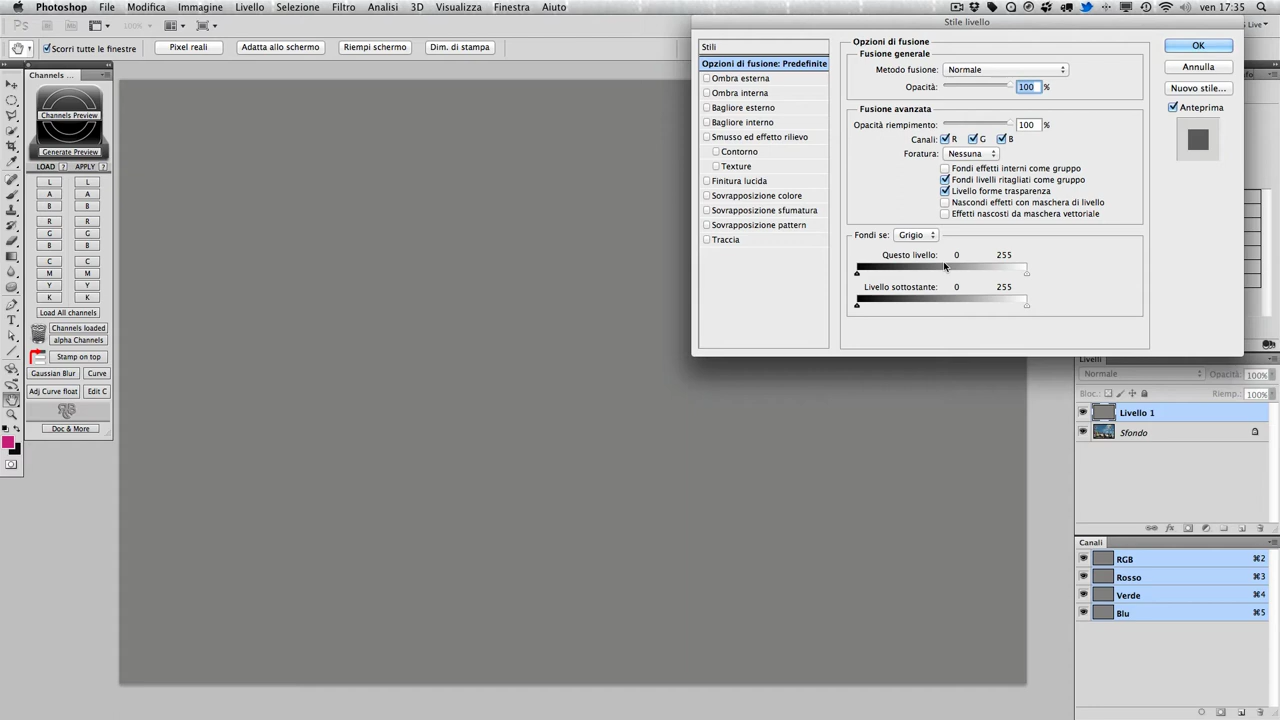 Photoshop File Modifica Immagine Livello Selezione Filtro Analisi 3D Visualizza Finestra Aiuto
ven 17:35
Ps
100%
Live
Scorri tutte le finestre
Pixel reali
Adatta allo schermo
Riempi schermo
Dim. di stampa
Channels ...
Channels Preview
Generate Preview
LOAD ? APPLY ?
L L
A A
B B
R R
G G
B B
C C
M M
Y Y
K K
Load All Channels
Channels loaded
alpha Channels
Stamp on top
Gaussian Blur Curve
Adj Curve float Edit C
Doc & More
Stile livello
Stili
Opzioni di fusione: Predefinite
Ombra esterna
Ombra interna
Bagliore esterno
Bagliore interno
Smusso ed effetto rilievo
Contorno
Texture
Finitura lucida
Sovrapposizione colore
Sovrapposizione sfumatura
Sovrapposizione pattern
Traccia
Opzioni di fusione
Fusione generale
Metodo fusione: Normale
Opacità: 100 %
Fusione avanzata
Opacità riempimento: 100 %
Canali: R G B
Foratura: Nessuna
Fondi effetti interni come gruppo
Fondi livelli ritagliati come gruppo
Livello forme trasparenza
Nascondi effetti con maschera di livello
Effetti nascosti da maschera vettoriale
Fondi se: Grigio
Questo livello: 0 255
Livello sottostante: 0 255
OK
Annulla
Nuovo stile...
Anteprima
Livelli
Normale Opacità: 100%
Bloc.: Riemp.: 100%
Livello 1
Sfondo
Canali
RGB ⌘2
Rosso ⌘3
Verde ⌘4
Blu ⌘5